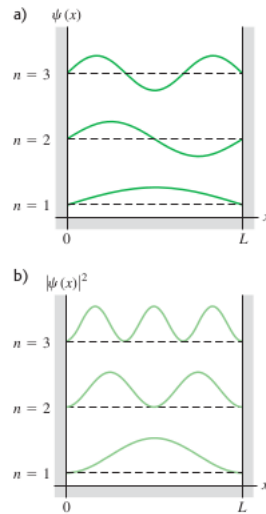 a) ψ(x)
n = 3
n = 2
n = 1
x
0 L
b) |ψ(x)|²
n = 3
n = 2
n = 1
x
0 L